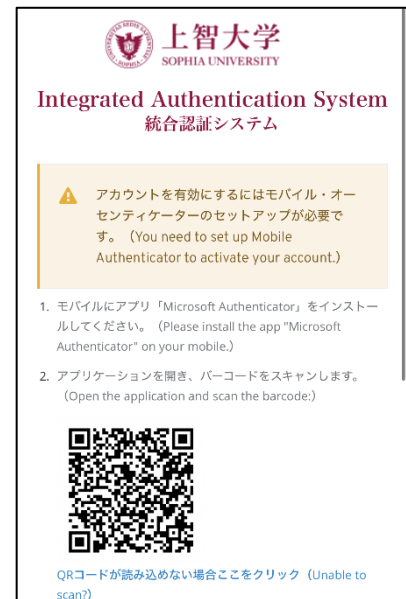 上智大学
SOPHIA UNIVERSITY
Integrated Authentication System
統合認証システム
アカウントを有効にするにはモバイル・オー
センティケーターのセットアップが必要で
す。（You need to set up Mobile
Authenticator to activate your account.）
1. モバイルにアプリ「Microsoft Authenticator」をインストー
ルしてください。（Please install the app "Microsoft
Authenticator" on your mobile.）
2. アプリケーションを開き、バーコードをスキャンします。
（Open the application and scan the barcode:）
QRコードが読み込めない場合ここをクリック（Unable to
scan?）